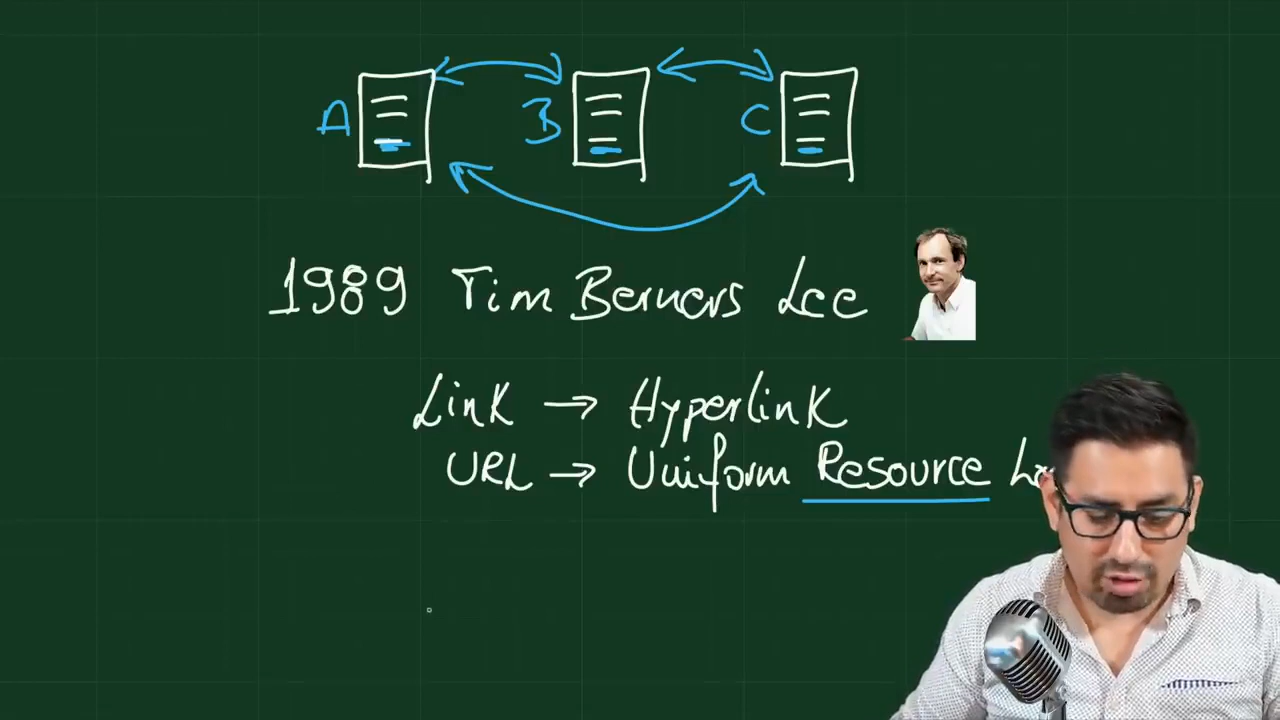 A B C
1989 Tim Berners Lee
Link → Hyperlink
URL → Uniform Resource